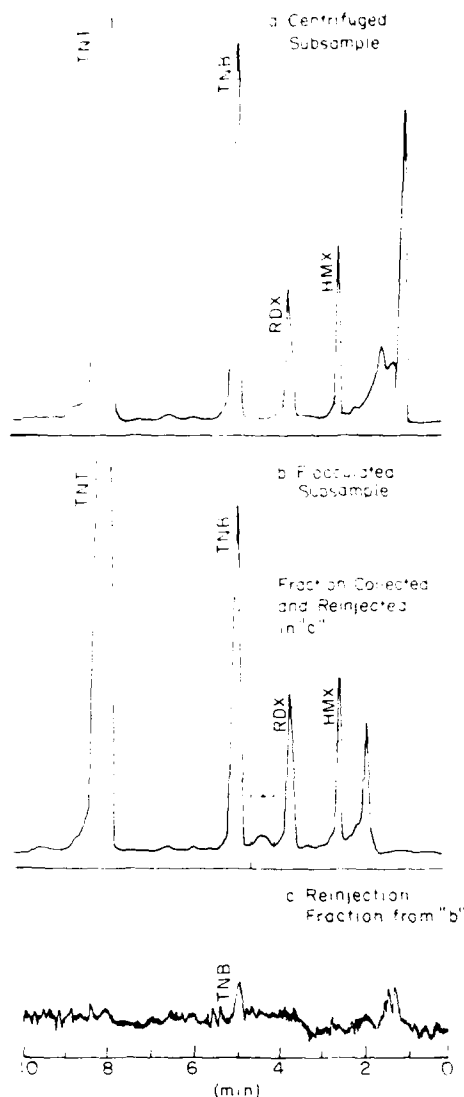 a Centrifuged
Subsample
TNT
TNB
RDX
HMX
b Flocculated
Subsample
TNT
TNB
Fraction Collected
and Reinjected
in "c"
RDX
HMX
c Reinjection
Fraction from "b"
TNB
10 8 6 4 2 0
(min)